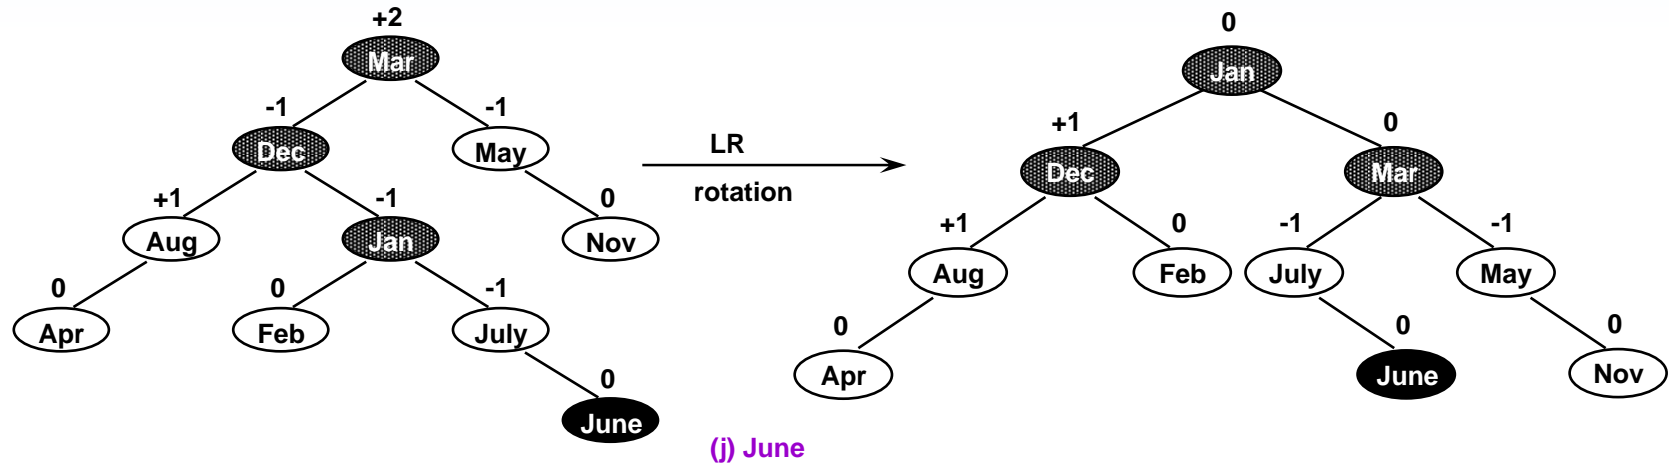 +2
Mar
-1
-1
Dec
May
+1
-1
0
Aug
Jan
Nov
0
0
-1
Apr
Feb
July
0
June
LR
rotation
0
Jan
+1
0
Dec
Mar
+1
0
-1
-1
Aug
Feb
July
May
0
0
0
Apr
June
Nov
(j) June